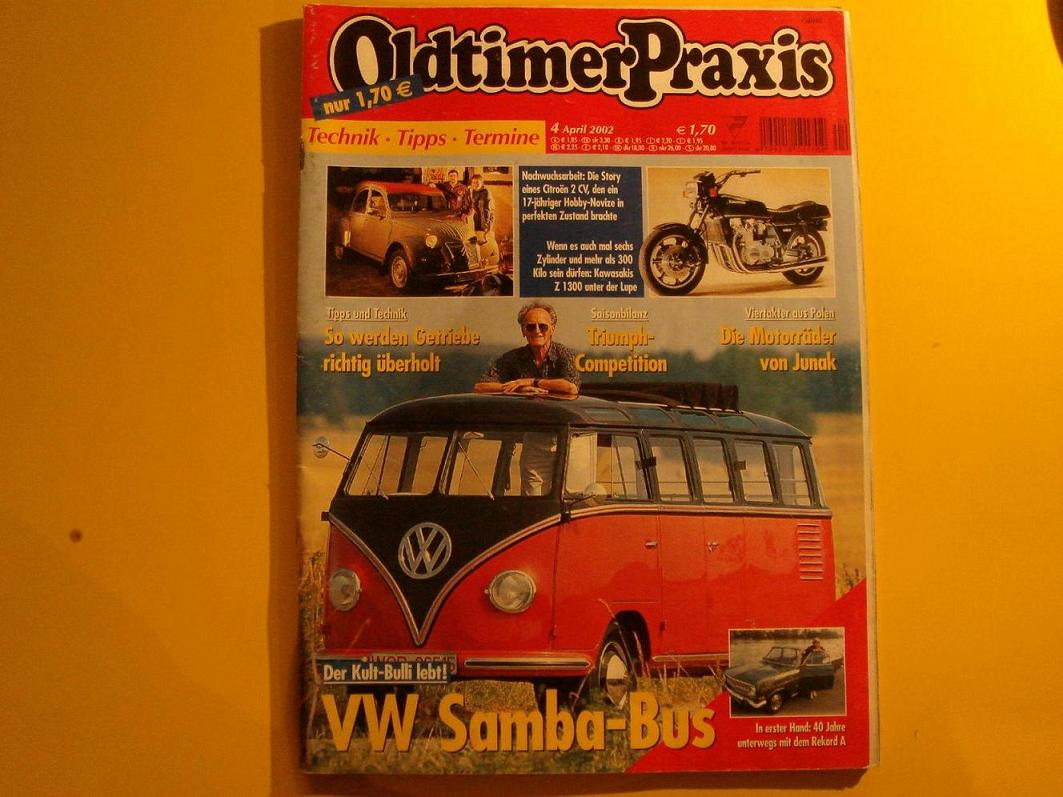 OldtimerPraxis
nur 1,70 €
Technik · Tipps · Termine
4 April 2002
€ 1,70
Nachwuchsarbeit: Die Story
eines Citroën 2 CV, den ein
17-jähriger Hobby-Novize in
perfekten Zustand brachte
Wenn es auch mal sechs
Zylinder und mehr als 300
Kilo sein dürfen: Kawasakis
Z 1300 unter der Lupe
Tipps und Technik
So werden Getriebe
richtig überholt
Saisonbilanz
Triumph-
Competition
Viertakter aus Polen
Die Motorräder
von Junak
VW
Der Kult-Bulli lebt!
VW Samba-Bus
In erster Hand: 40 Jahre
unterwegs mit dem Rekord A